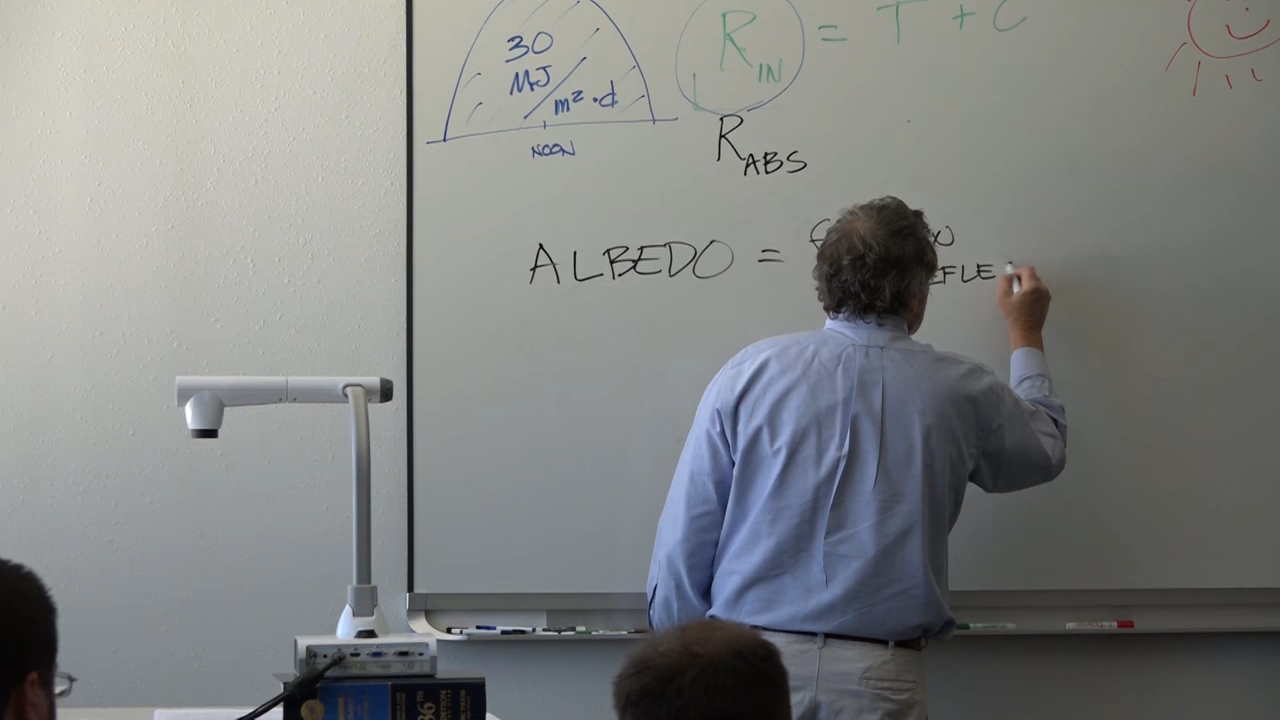 30
MJ
m² · d
NOON
R IN = T + C
R ABS
ALBEDO =